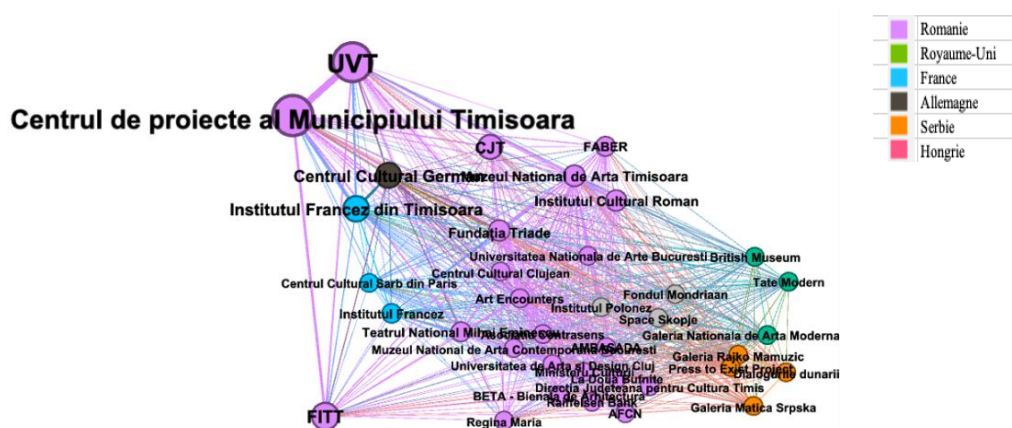 UVT
Centrul de proiecte al Municipiului Timisoara
CJT
FABER
Centrul Cultural German
Muzeul National de Arta Timisoara
Institutul Francez din Timisoara
Institutul Cultural Roman
Fundația Triade
Universitatea Nationala de Arte Bucuresti
British Museum
Centrul Cultural Clujean
Tate Modern
Centrul Cultural Sarb din Paris
Art Encounters
Fondul Mondriaan
Institutul Polonez
Institutul Francez
Space Skopje
Teatrul National Mihai Eminescu
Asociatia Contrasens
Galeria Nationala de Arta Moderna
Muzeul National de Arta Contemporana Bucuresti
AMBASADA
Galeria Rajko Mamuzic
Universitatea de Arta si Design Cluj
Press to Exist Project
Ministerul Culturii
Dialogurile dunarii
La Doua Bufnite
Directia Judeteana pentru Cultura Timis
BETA - Bienala de Arhitectura
Raiffeisen Bank
Galeria Matica Srpska
FITT
Regina Maria
AFCN
Romanie
Royaume-Uni
France
Allemagne
Serbie
Hongrie